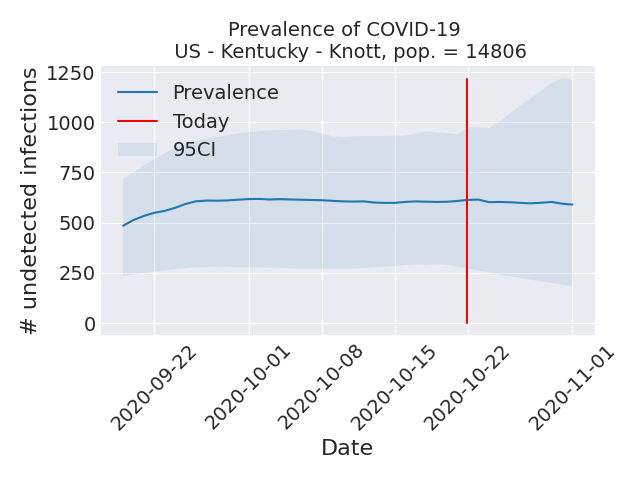 Prevalence of COVID-19
US - Kentucky - Knott, pop. = 14806
# undetected infections
1250
1000
750
500
250
0
Prevalence
Today
95CI
2020-09-22
2020-10-01
2020-10-08
2020-10-15
2020-10-22
2020-11-01
Date